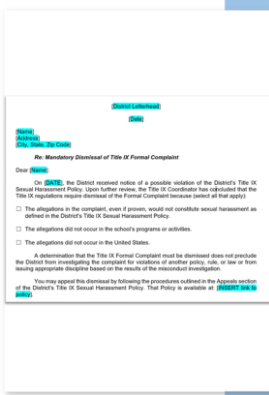 [District Letterhead]
[Date]
[Name]
[Address]
[City, State, Zip Code]
Re: Mandatory Dismissal of Title IX Formal Complaint
Dear [Name]:
On [DATE], the District received notice of a possible violation of the District's Title IX
Sexual Harassment Policy. Upon further review, the Title IX Coordinator has concluded that the
Title IX regulations require dismissal of the Formal Complaint because (select all that apply):
☐ The allegations in the complaint, even if proven, would not constitute sexual harassment as
defined in the District's Title IX Sexual Harassment Policy.
☐ The allegations did not occur in the school's programs or activities.
☐ The allegations did not occur in the United States.
A determination that the Title IX Formal Complaint must be dismissed does not preclude
the District from investigating the complaint for violations of another policy, rule, or law or from
issuing appropriate discipline based on the results of the misconduct investigation.
You may appeal this dismissal by following the procedures outlined in the Appeals section
of the District's Title IX Sexual Harassment Policy. That Policy is available at [INSERT link to
policy].